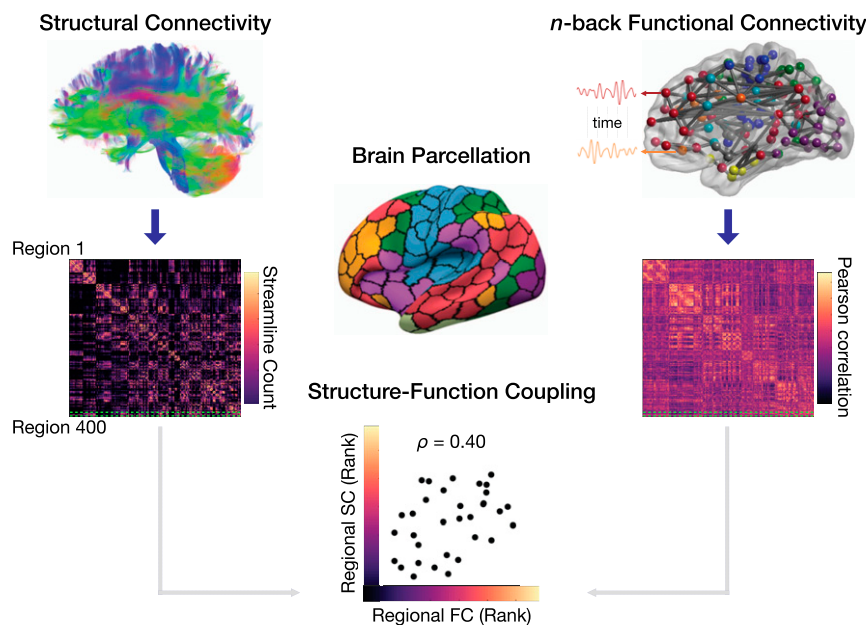 Structural Connectivity
n-back Functional Connectivity
time
Brain Parcellation
Region 1
Streamline Count
Pearson correlation
Region 400
Structure-Function Coupling
ρ = 0.40
Regional SC (Rank)
Regional FC (Rank)